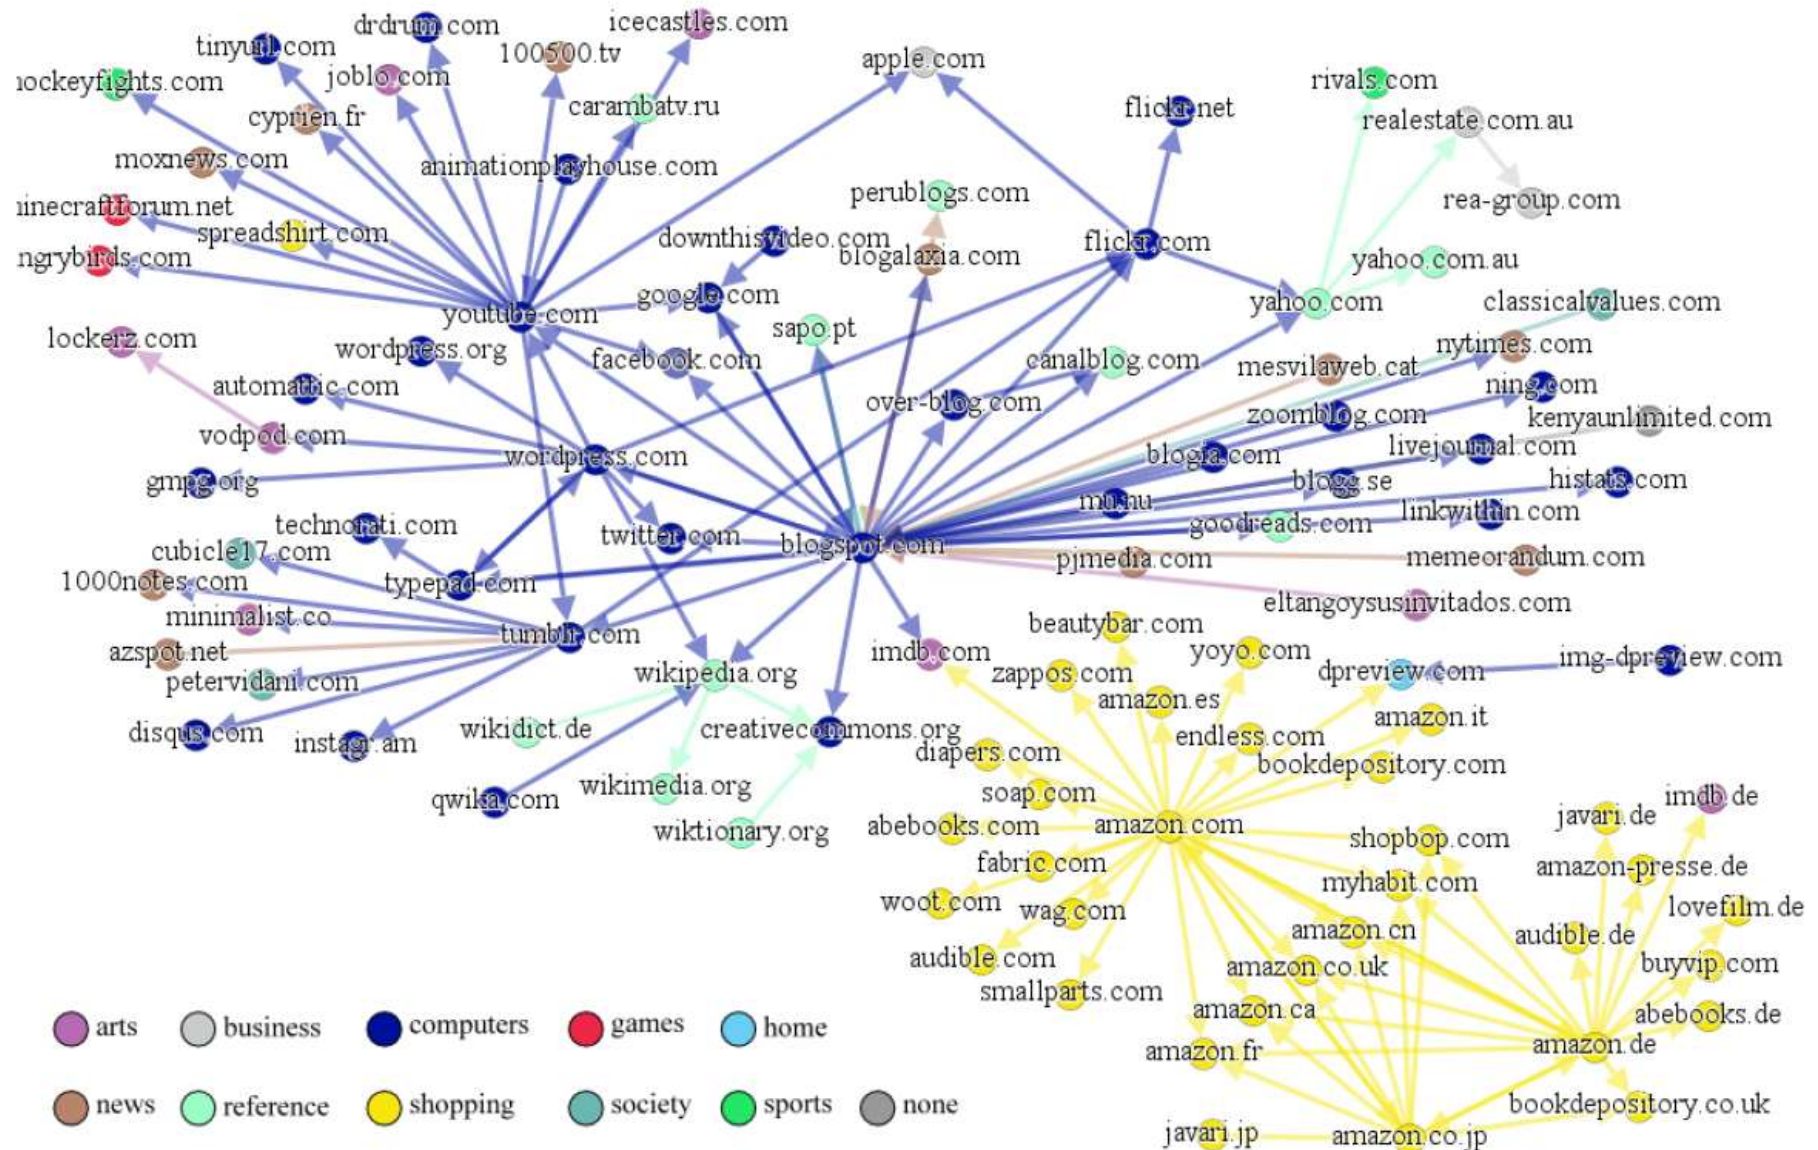 drdrum.com
icecastles.com
tinyurl.com
100500.tv
apple.com
joblo.com
rivals.com
ockeyfights.com
carambatv.ru
flickr.net
cyprien.fr
realestate.com.au
moxnews.com
animationplayhouse.com
perublogs.com
rea-group.com
inecraftforum.net
spreadshirt.com
downthisvideo.com
flickr.com
ngrybirds.com
blogalaxia.com
yahoo.com.au
google.com
yahoo.com
classicalvalues.com
youtube.com
sapo.pt
lockerz.com
wordpress.org
nytimes.com
facebook.com
canalblog.com
mesvilaweb.cat
automattic.com
ning.com
over-blog.com
zoomblog.com
kenyaunlimited.com
vodpod.com
livejournal.com
wordpress.com
blogia.com
gmpg.org
blogg.se
histats.com
mu.nu
linkwithin.com
technorati.com
goodreads.com
twitter.com
blogspot.com
cubicle17.com
pjmedia.com
memeorandum.com
1000notes.com
typepad.com
eltangoysusinvitados.com
minimalist.co
beautybar.com
tumblr.com
azspot.net
imdb.com
yoyo.com
img-dpreview.com
wikipedia.org
zappos.com
dpreview.com
petervidani.com
amazon.es
amazon.it
disqus.com
instagr.am
wikidict.de
creativecommons.org
endless.com
diapers.com
bookdepository.com
wikimedia.org
soap.com
imdb.de
qwika.com
javari.de
wiktionary.org
abebooks.com
amazon.com
shopbop.com
fabric.com
amazon-presse.de
myhabit.com
woot.com
wag.com
lovefilm.de
amazon.cn
audible.de
audible.com
amazon.co.uk
buyvip.com
smallparts.com
amazon.ca
abebooks.de
amazon.fr
amazon.de
bookdepository.co.uk
javari.jp
amazon.co.jp
arts business computers games home
news reference shopping society sports none